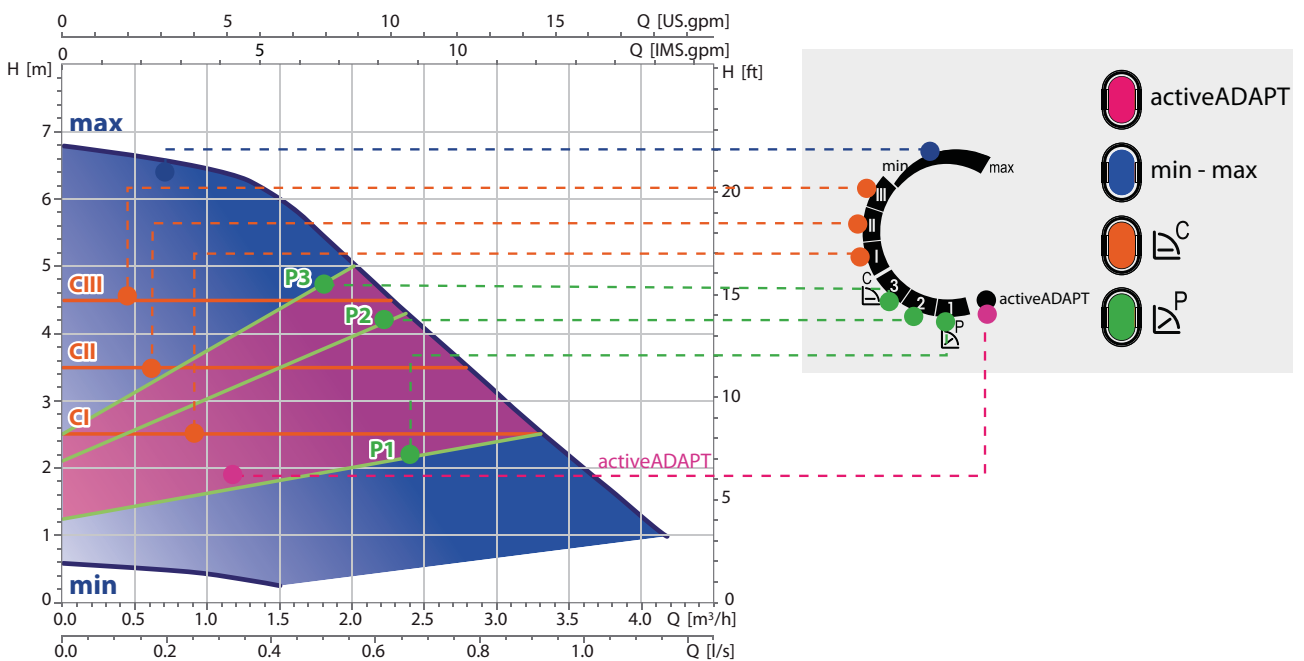 0 5 10 15 Q [US.gpm]
0 5 10 Q [IMS.gpm]
H [m]
H [ft]
7
6
5
4
3
2
1
0
20
15
10
5
0
max
CIII
CII
CI
P3
P2
P1
activeADAPT
min
0.0 0.5 1.0 1.5 2.0 2.5 3.0 3.5 4.0 Q [m³/h]
0.0 0.2 0.4 0.6 0.8 1.0 Q [l/s]
min
max
III
II
I
C
3
2
1
P
activeADAPT
activeADAPT
min - max
C
P